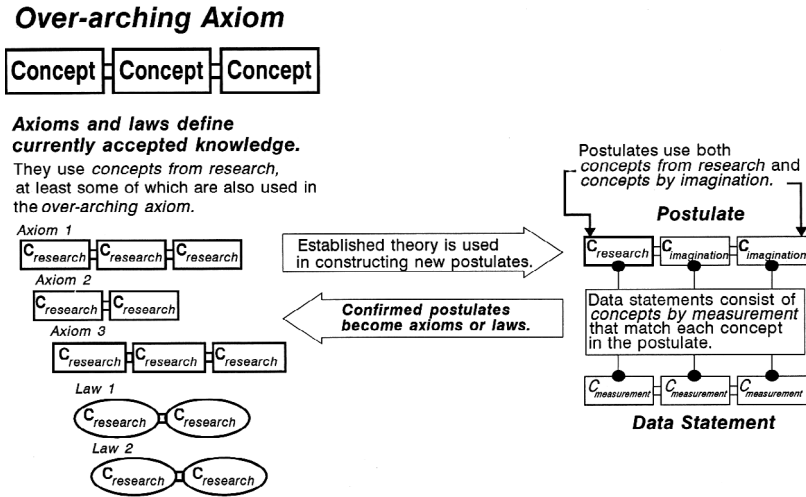 Over-arching Axiom
Concept Concept Concept
Axioms and laws define
currently accepted knowledge.
They use concepts from research,
at least some of which are also used in
the over-arching axiom.
Axiom 1
Cresearch Cresearch Cresearch
Axiom 2
Cresearch Cresearch
Axiom 3
Cresearch Cresearch Cresearch
Law 1
Cresearch Cresearch
Law 2
Cresearch Cresearch
Established theory is used
in constructing new postulates.
Confirmed postulates
become axioms or laws.
Postulates use both
concepts from research and
concepts by imagination.
Postulate
Cresearch Cimagination Cimagination
Data statements consist of
concepts by measurement
that match each concept
in the postulate.
Cmeasurement Cmeasurement Cmeasurement
Data Statement